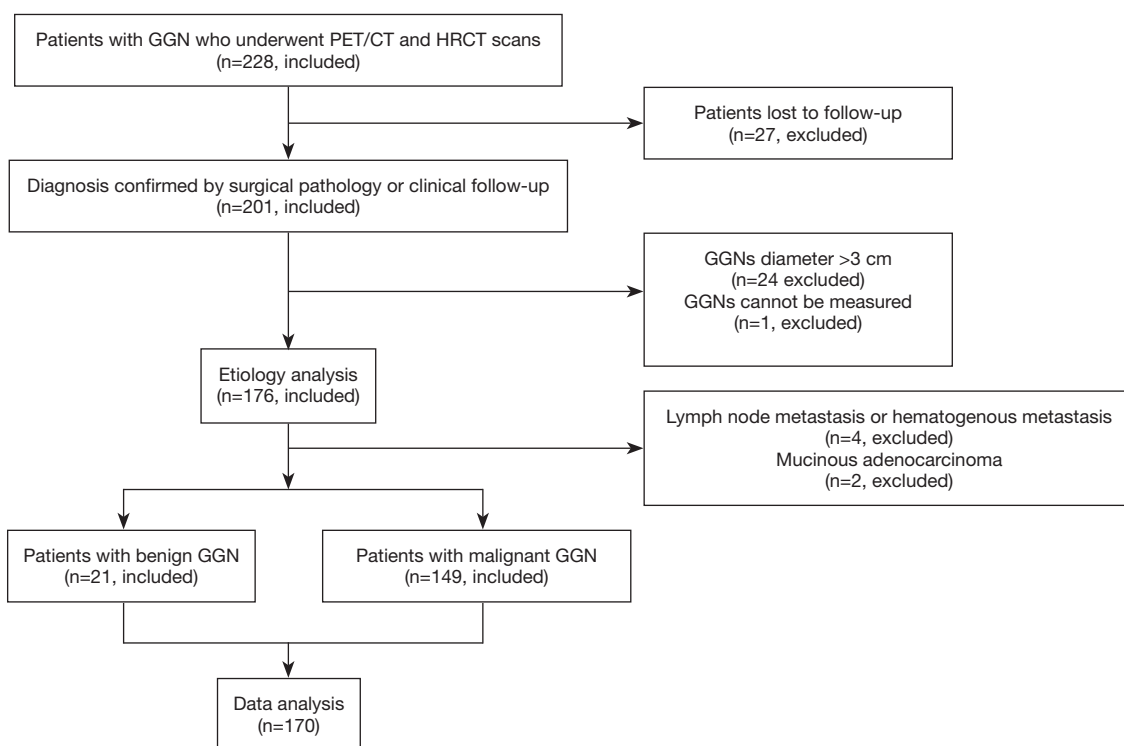 Patients with GGN who underwent PET/CT and HRCT scans
(n=228, included)
Patients lost to follow-up
(n=27, excluded)
Diagnosis confirmed by surgical pathology or clinical follow-up
(n=201, included)
GGNs diameter >3 cm
(n=24 excluded)
GGNs cannot be measured
(n=1, excluded)
Etiology analysis
(n=176, included)
Lymph node metastasis or hematogenous metastasis
(n=4, excluded)
Mucinous adenocarcinoma
(n=2, excluded)
Patients with benign GGN
(n=21, included)
Patients with malignant GGN
(n=149, included)
Data analysis
(n=170)